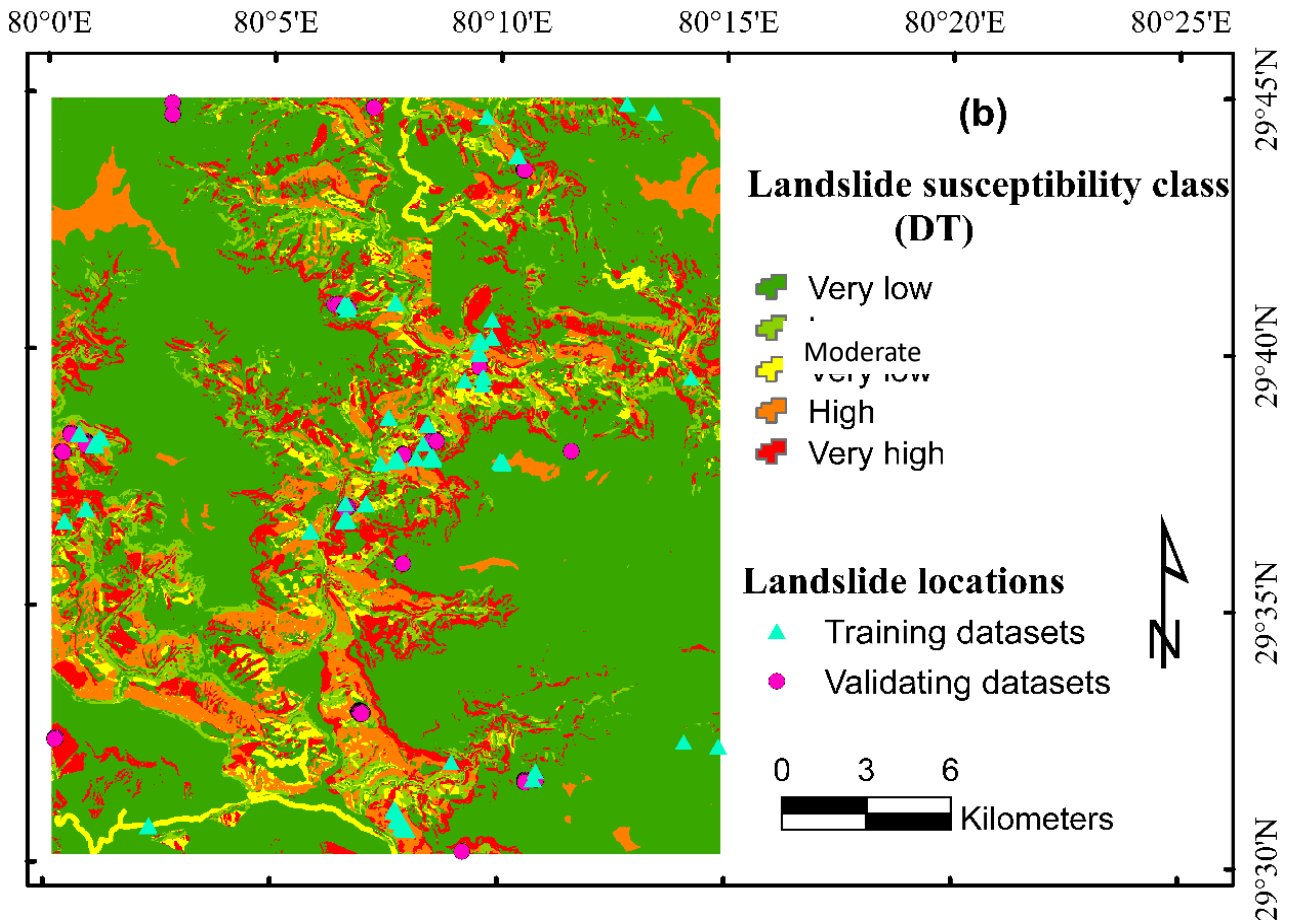 80°0'E 80°5'E 80°10'E 80°15'E 80°20'E 80°25'E
29°45'N
(b)
Landslide susceptibility class
(DT)
Very low
Moderate
High
Very high
29°40'N
Landslide locations
Training datasets
Validating datasets
29°35'N
N
0 3 6
Kilometers
29°30'N